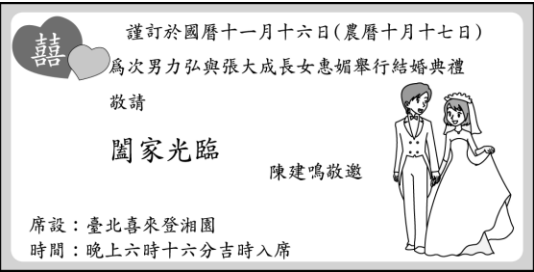 囍
謹訂於國曆十一月十六日(農曆十月十七日)
為次男力弘與張大成長女惠媚舉行結婚典禮
敬請
闔家光臨
陳建鳴敬邀
席設：臺北喜來登湘園
時間：晚上六時十六分吉時入席